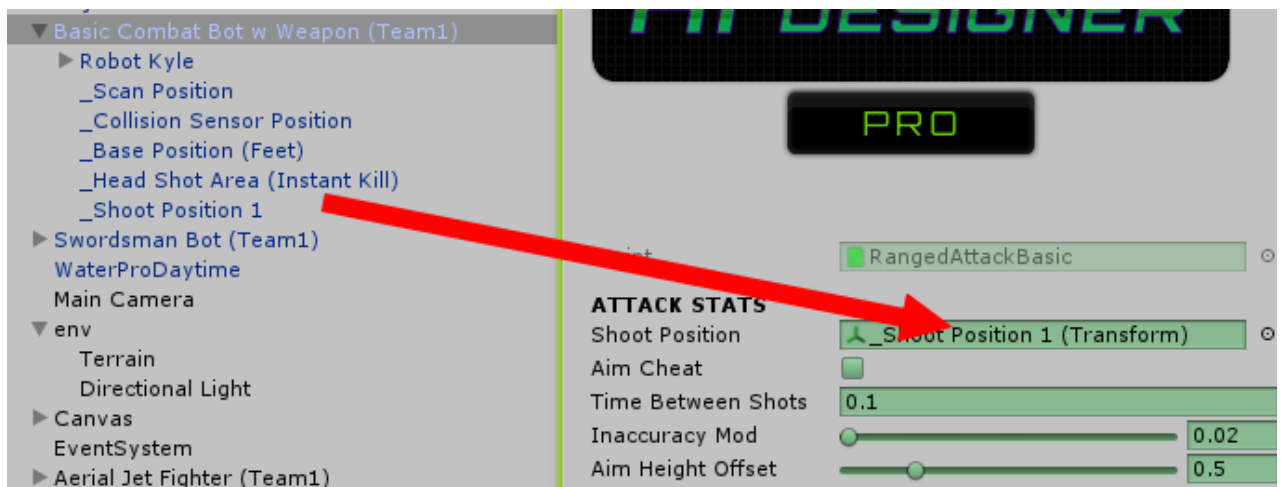 Basic Combat Bot w Weapon (Team1)
Robot Kyle
_Scan Position
_Collision Sensor Position
_Base Position (Feet)
_Head Shot Area (Instant Kill)
_Shoot Position 1
Swordsman Bot (Team1)
WaterProDaytime
Main Camera
env
Terrain
Directional Light
Canvas
EventSystem
Aerial Jet Fighter (Team1)
DESIGNER
PRO
RangedAttackBasic
ATTACK STATS
Shoot Position
_Shoot Position 1 (Transform)
Aim Cheat
Time Between Shots
0.1
Inaccuracy Mod
0.02
Aim Height Offset
0.5